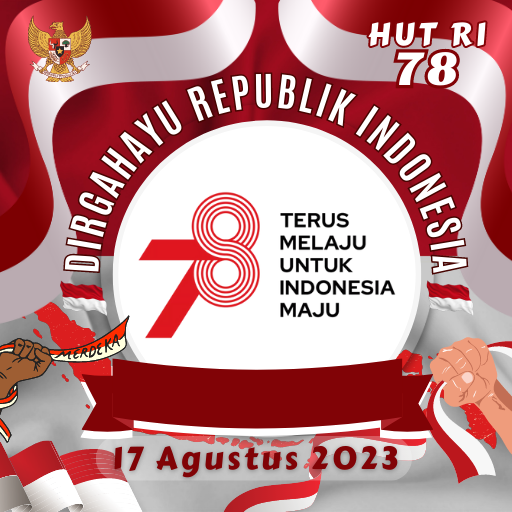 HUT RI
78
DIRGAHAYU REPUBLIK INDONESIA
78
TERUS
MELAJU
UNTUK
INDONESIA
MAJU
MERDEKA
17 Agustus 2023